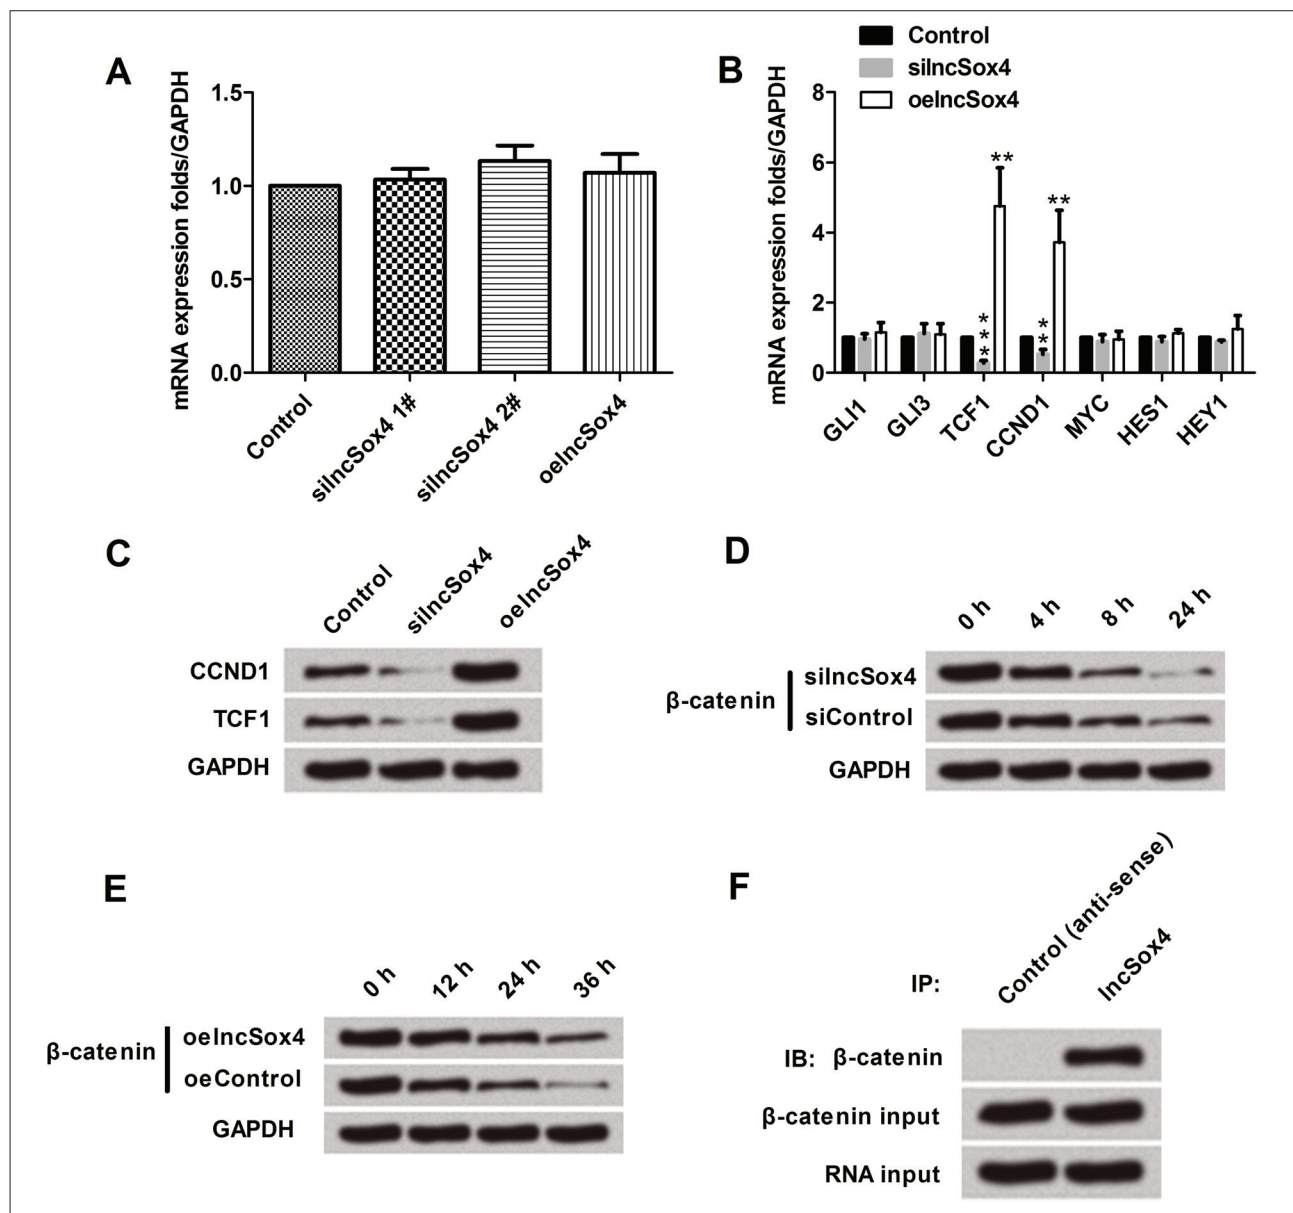 A
mRNA expression folds/GAPDH
1.5
1.0
0.5
0.0
Control
silncSox4 1#
silncSox4 2#
oelncSox4
B
Control
silncSox4
oelncSox4
mRNA expression folds/GAPDH
8
6
4
2
0
***
**
**
**
GLI1
GLI3
TCF1
CCND1
MYC
HES1
HEY1
C
Control
silncSox4
oelncSox4
CCND1
TCF1
GAPDH
D
0 h
4 h
8 h
24 h
β-catenin
silncSox4
siControl
GAPDH
E
0 h
12 h
24 h
36 h
β-catenin
oelncSox4
oeControl
GAPDH
F
IP:
Control (anti-sense)
lncSox4
IB: β-catenin
β-catenin input
RNA input